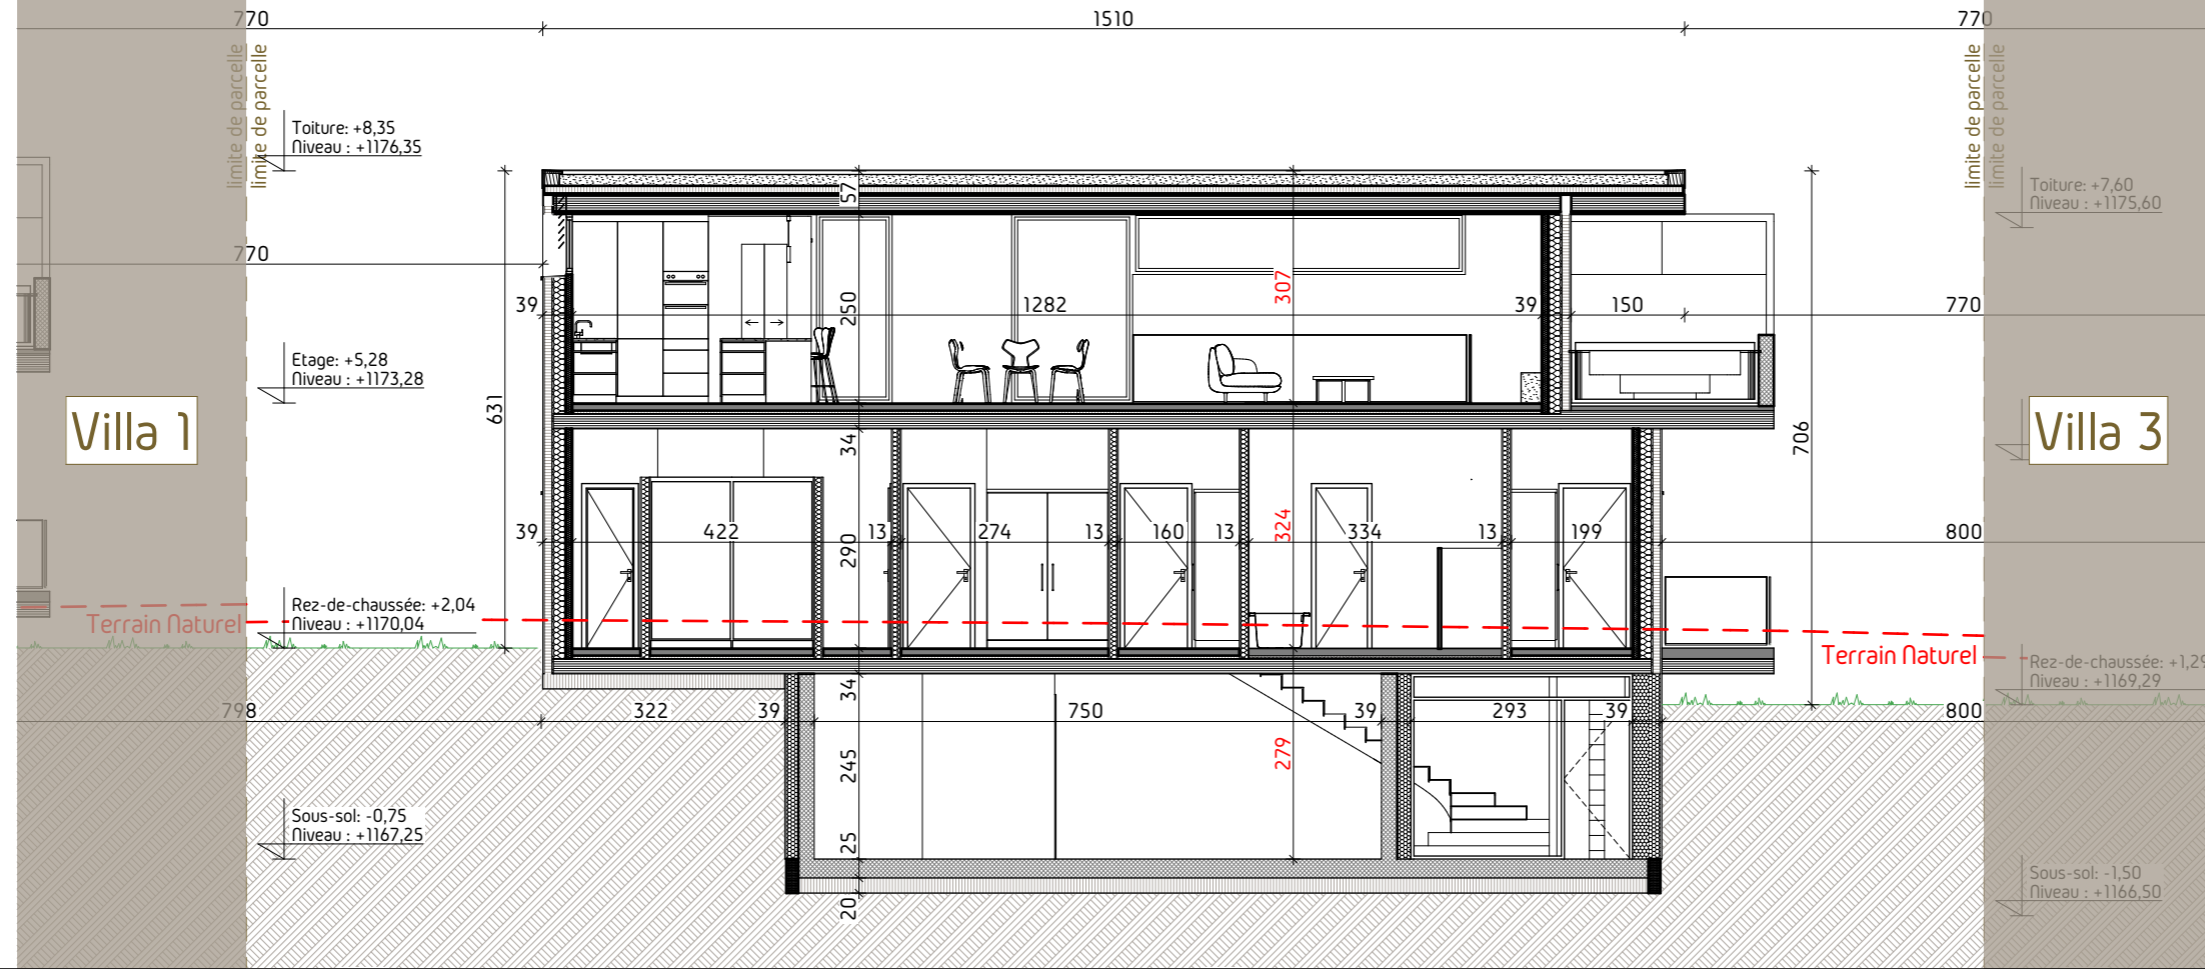 770 1510 770
limite de parcelle
limite de parcelle
limite de parcelle
limite de parcelle
Toiture: +8,35
Niveau : +1176,35
57
Toiture: +7,60
Niveau : +1175,60
770
39 250 1282 307 39 150 770
Etage: +5,28
Niveau : +1173,28
631
34
706
Villa 1
Villa 3
39 422 290 13 274 13 160 13 324 334 13 199 800
Rez-de-chaussée: +2,04
Niveau : +1170,04
Terrain Naturel
Terrain Naturel
Rez-de-chaussée: +1,29
Niveau : +1169,29
798 322 39 34 750 39 293 39 800
245 279
Sous-sol: -0,75
Niveau : +1167,25
25
Sous-sol: -1,50
Niveau : +1166,50
20